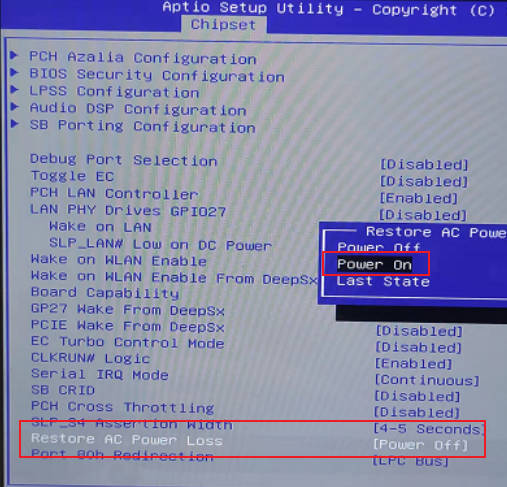 Aptio Setup Utility - Copyright (C)
Chipset
PCH Azalia Configuration
BIOS Security Configuration
LPSS Configuration
Audio DSP Configuration
SB Porting Configuration
Debug Port Selection [Disabled]
Toggle EC [Disabled]
PCH LAN Controller [Enabled]
LAN PHY Drives GPIO27 [Disabled]
Wake on LAN
SLP_LAN# Low on DC Power
Wake on WLAN Enable
Wake on WLAN Enable From DeepSx
Board Capability
GP27 Wake From DeepSx
PCIE Wake From DeepSx [Disabled]
EC Turbo Control Mode [Disabled]
CLKRUN# Logic [Enabled]
Serial IRQ Mode [Continuous]
SB CRID [Disabled]
PCH Cross Throttling [Disabled]
SLP_S4 Assertion Width [4-5 Seconds]
Restore AC Power Loss [Power Off]
Port 80h Redirection [LPC Bus]
Restore AC Powe
Power Off
Power On
Last State